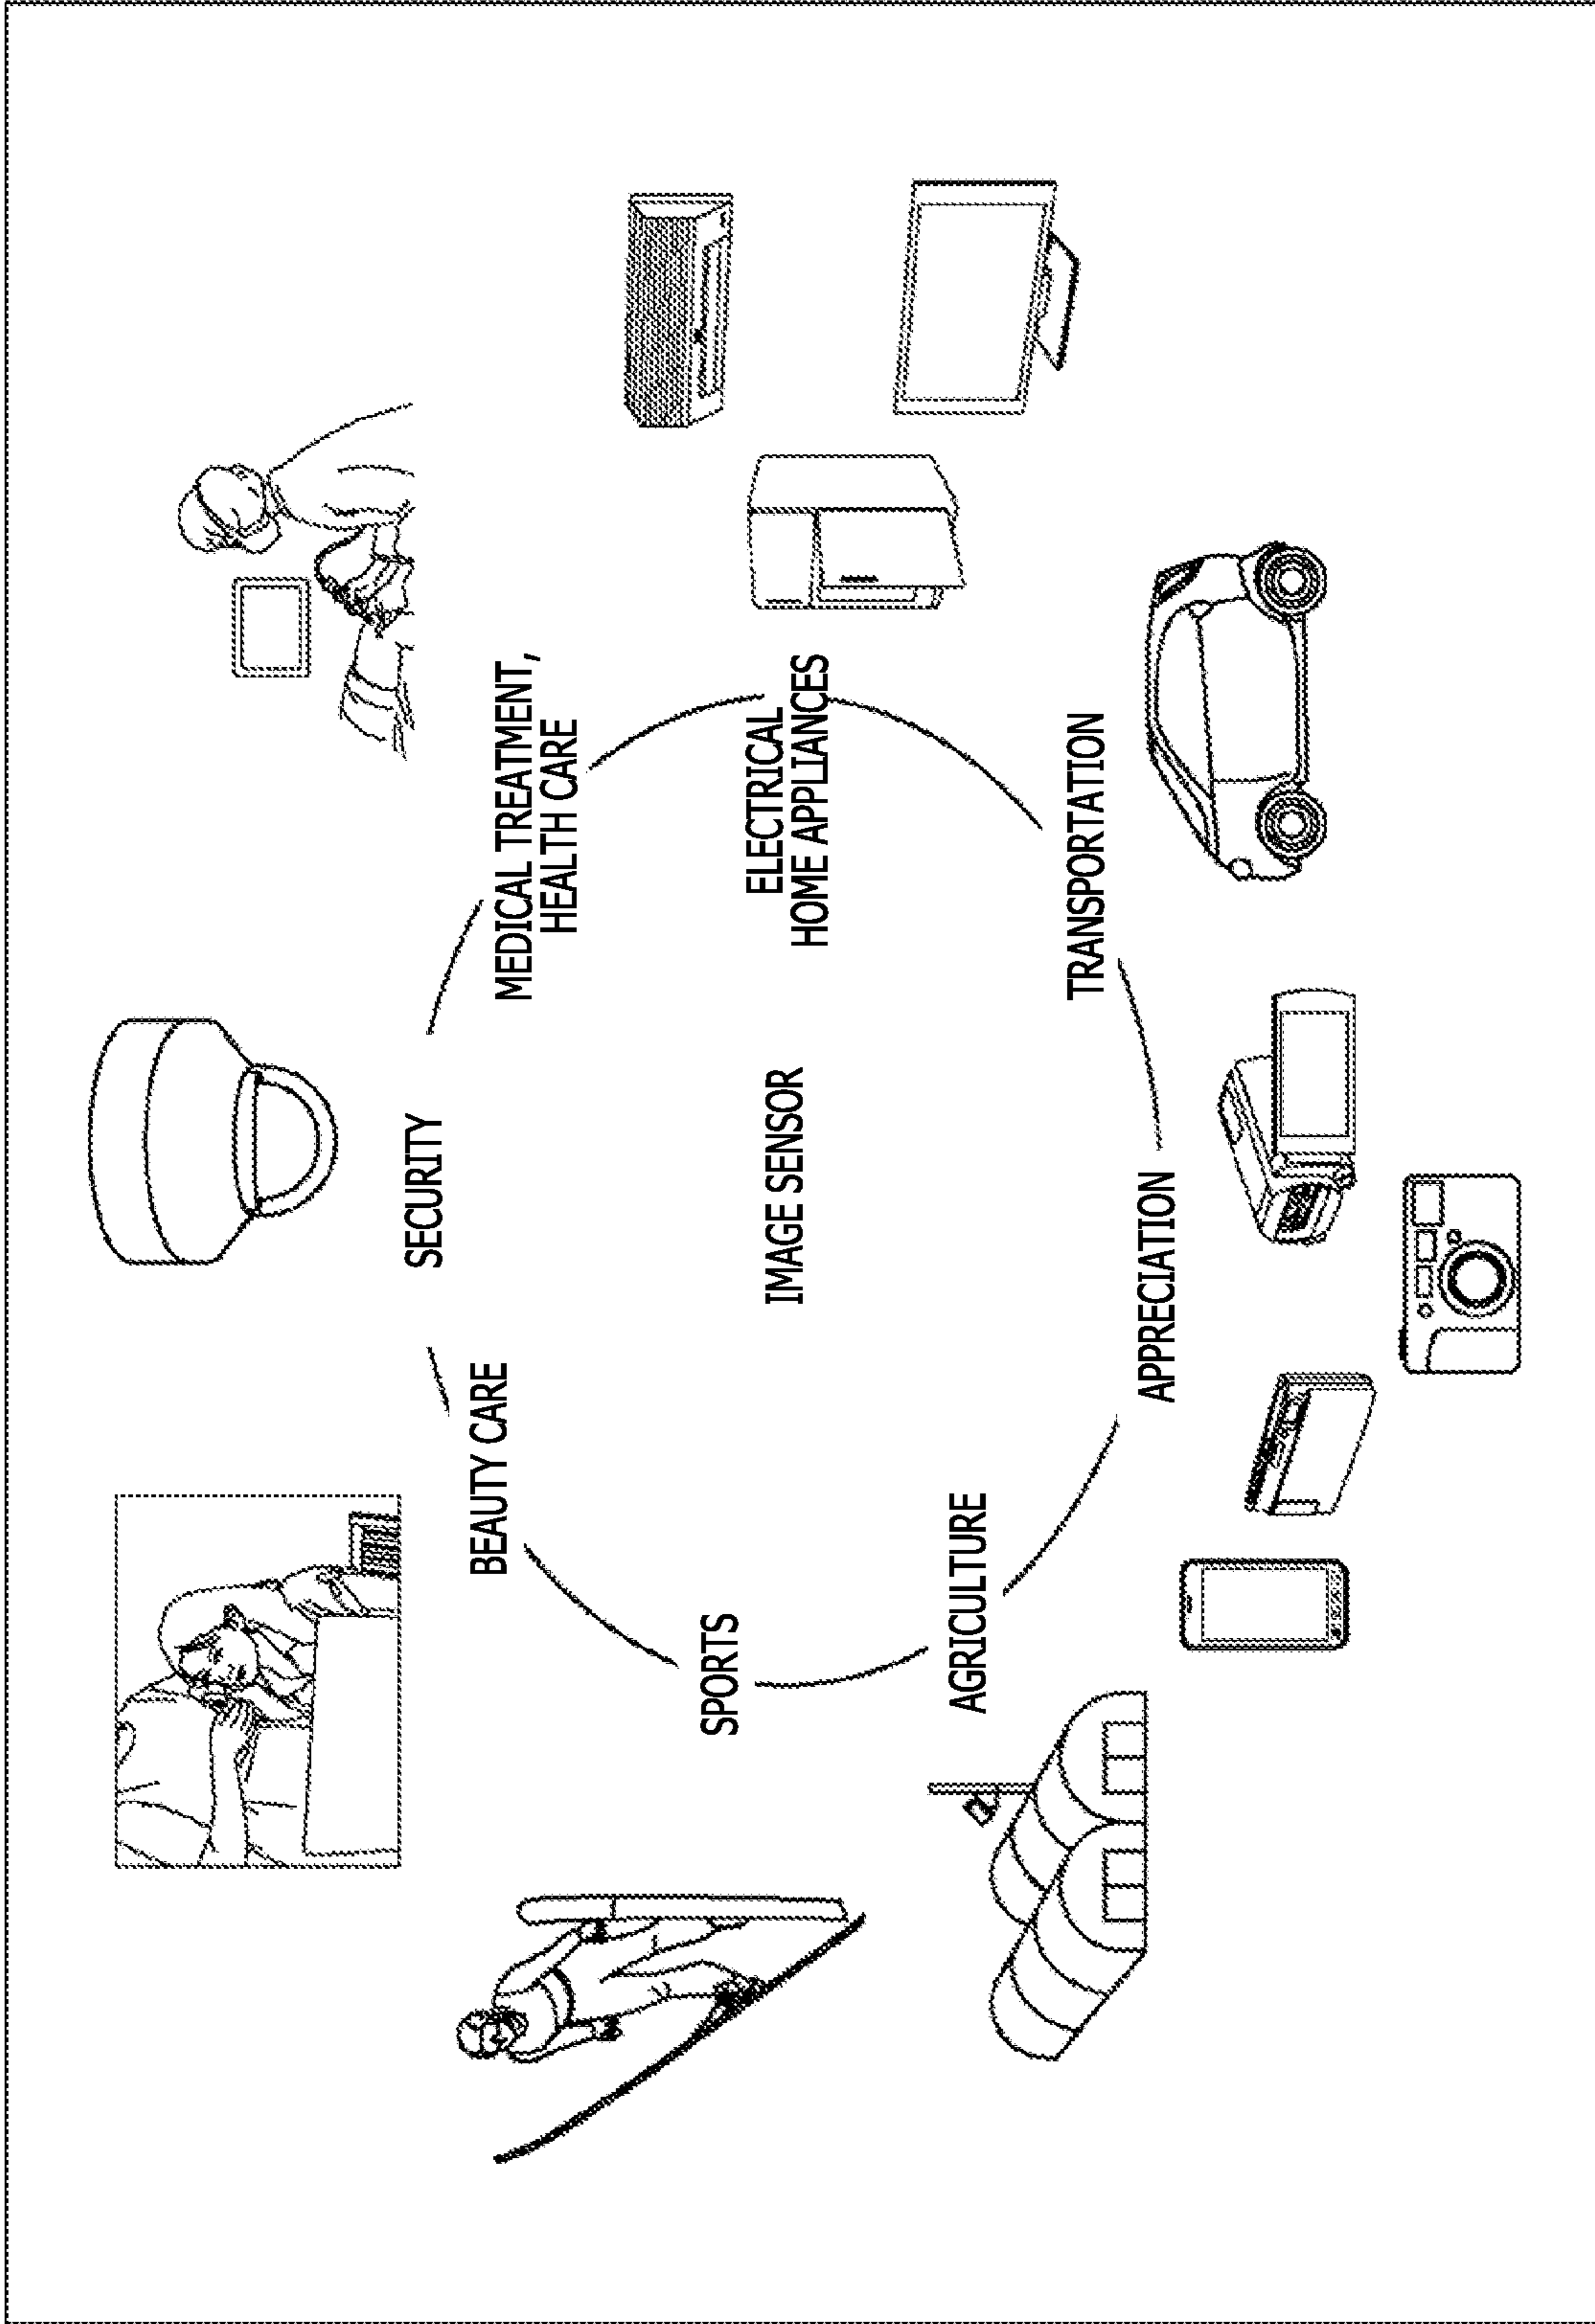 SECURITY
BEAUTY CARE
MEDICAL TREATMENT,
HEALTH CARE
SPORTS
IMAGE SENSOR
ELECTRICAL
HOME APPLIANCES
AGRICULTURE
TRANSPORTATION
APPRECIATION